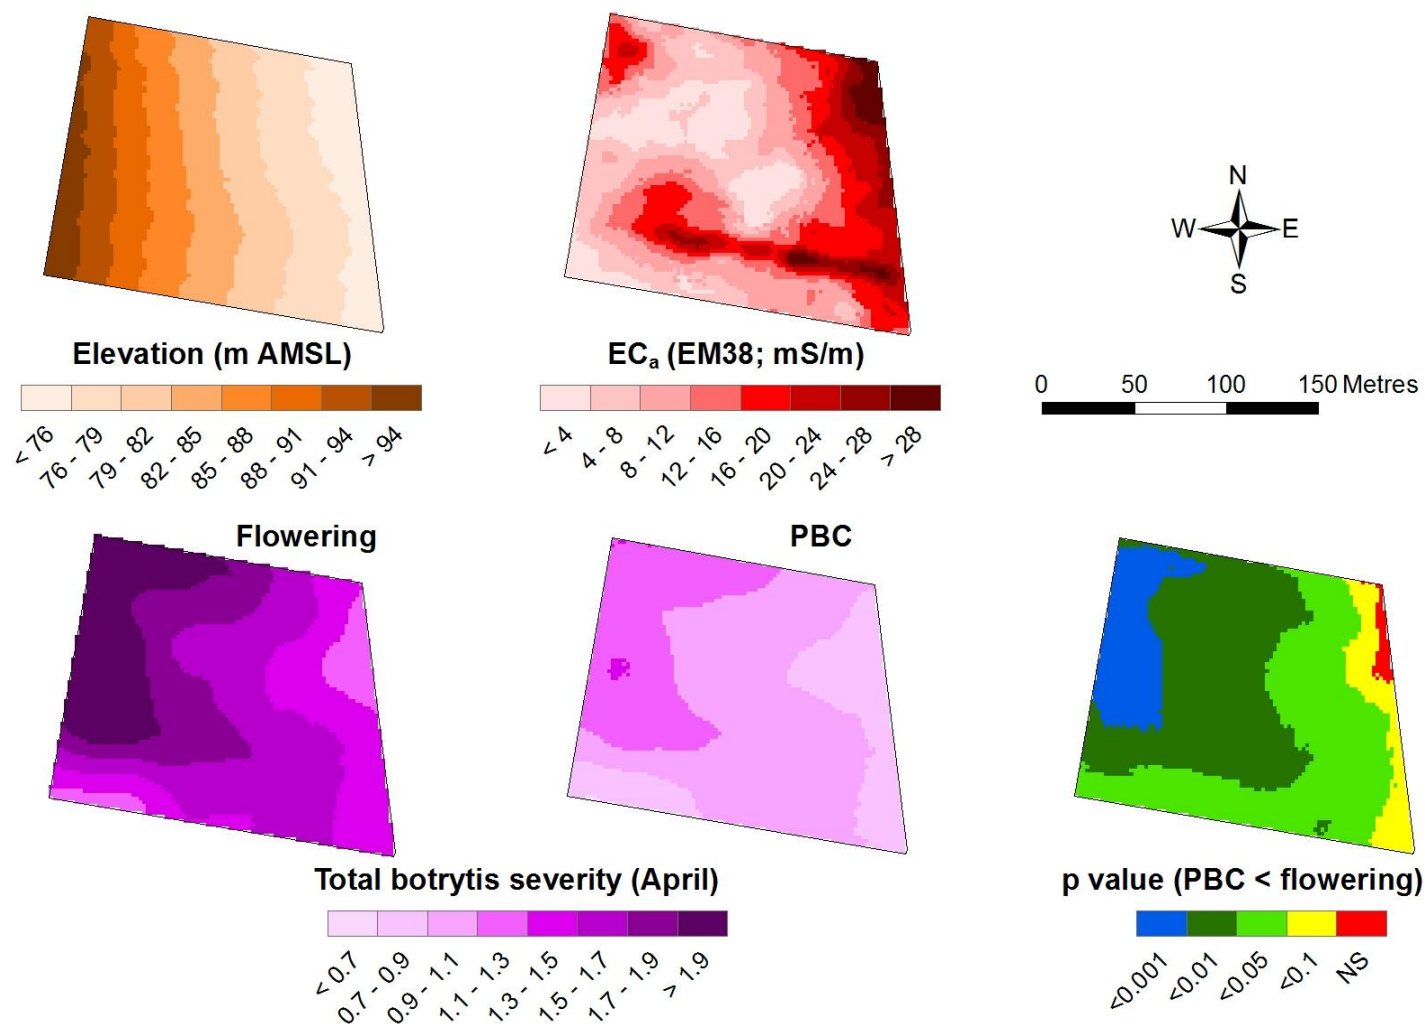 Elevation (m AMSL)
< 76
76 - 79
79 - 82
82 - 85
85 - 88
88 - 91
91 - 94
> 94
ECa (EM38; mS/m)
< 4
4 - 8
8 - 12
12 - 16
16 - 20
20 - 24
24 - 28
> 28
N
W E
S
0 50 100 150 Metres
Flowering
PBC
Total botrytis severity (April)
< 0.7
0.7 - 0.9
0.9 - 1.1
1.1 - 1.3
1.3 - 1.5
1.5 - 1.7
1.7 - 1.9
> 1.9
p value (PBC < flowering)
<0.001
<0.01
<0.05
<0.1
NS